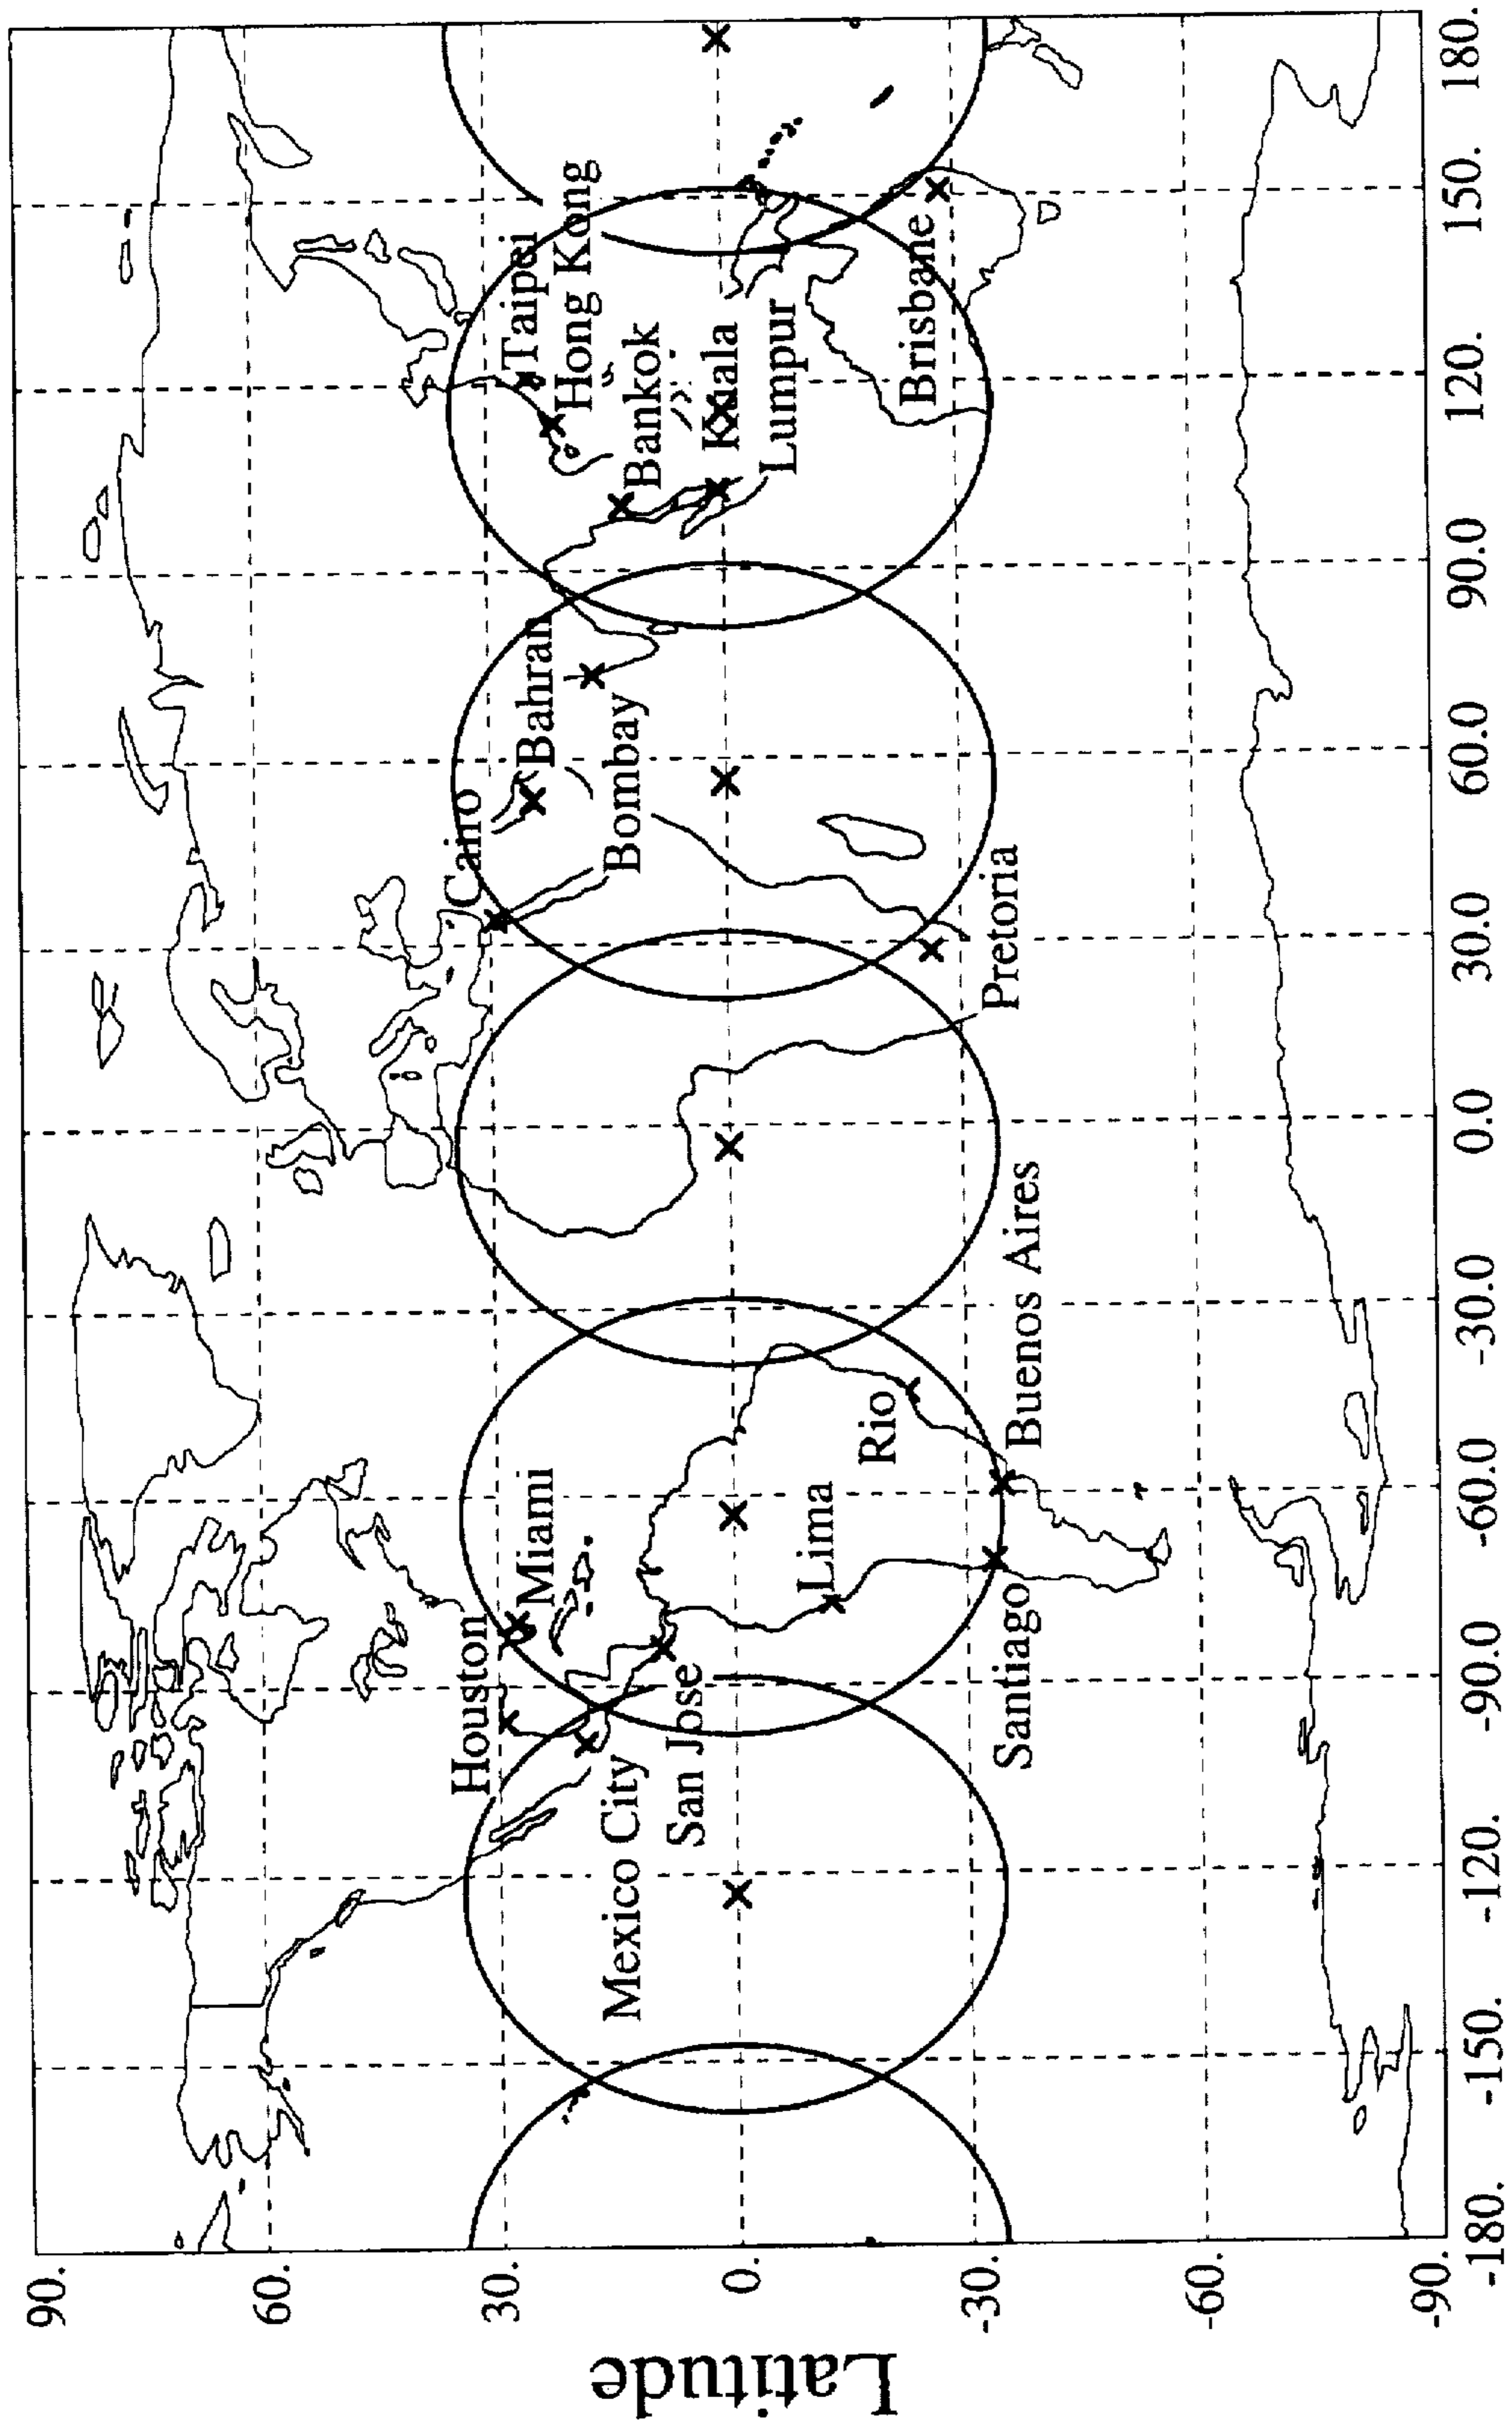 Latitude
90.
60.
30.
0.
-30.
-60.
-90.
-180.
-150.
-120.
-90.0
-60.0
-30.0
0.0
30.0
60.0
90.0
120.
150.
180.
Houston
Miami
Mexico City
San Jose
Lima
Rio
Santiago
Buenos Aires
Cairo
Bahran
Bombay
Pretoria
Taipei
Hong Kong
Bankok
Kuala
Lumpur
Brisbane